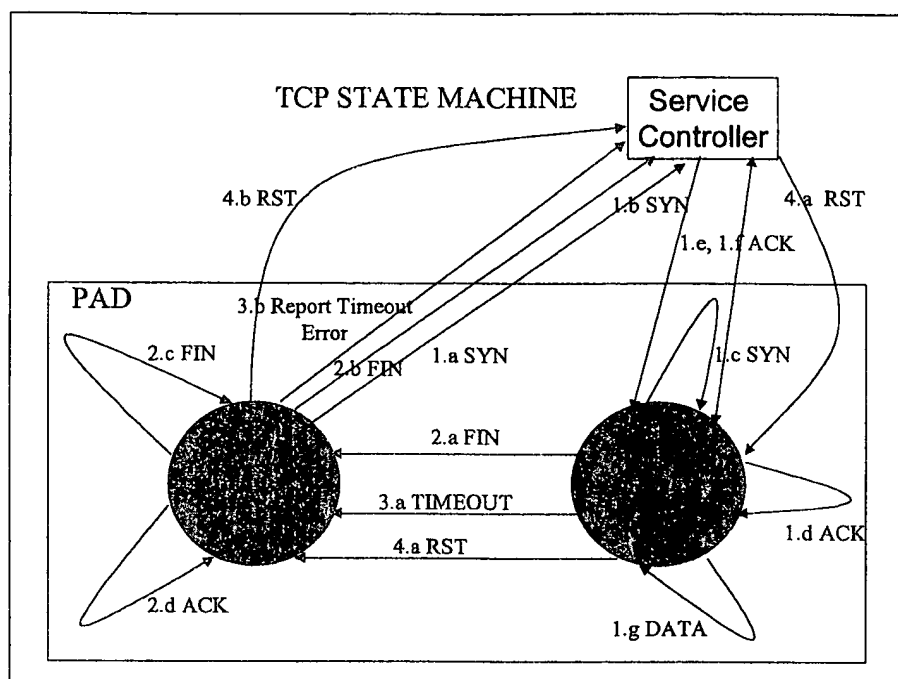 TCP STATE MACHINE
Service
Controller
4.b RST
1.b SYN
4.a RST
1.e, 1.f ACK
PAD
3.b Report Timeout
Error
2.c FIN
2.b FIN
1.a SYN
1.c SYN
2.a FIN
3.a TIMEOUT
1.d ACK
4.a RST
2.d ACK
1.g DATA